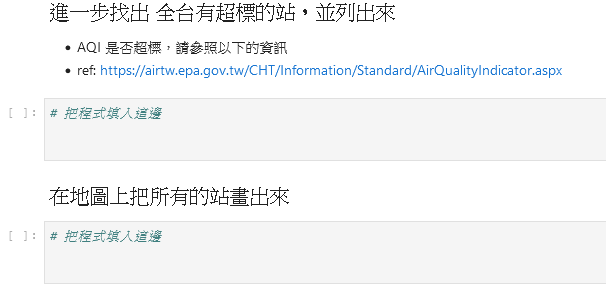 進一步找出 全台有超標的站，並列出來
• AQI 是否超標，請參照以下的資訊
• ref: https://airtw.epa.gov.tw/CHT/Information/Standard/AirQualityIndicator.aspx
[ ]: # 把程式填入這邊
在地圖上把所有的站畫出來
[ ]: # 把程式填入這邊